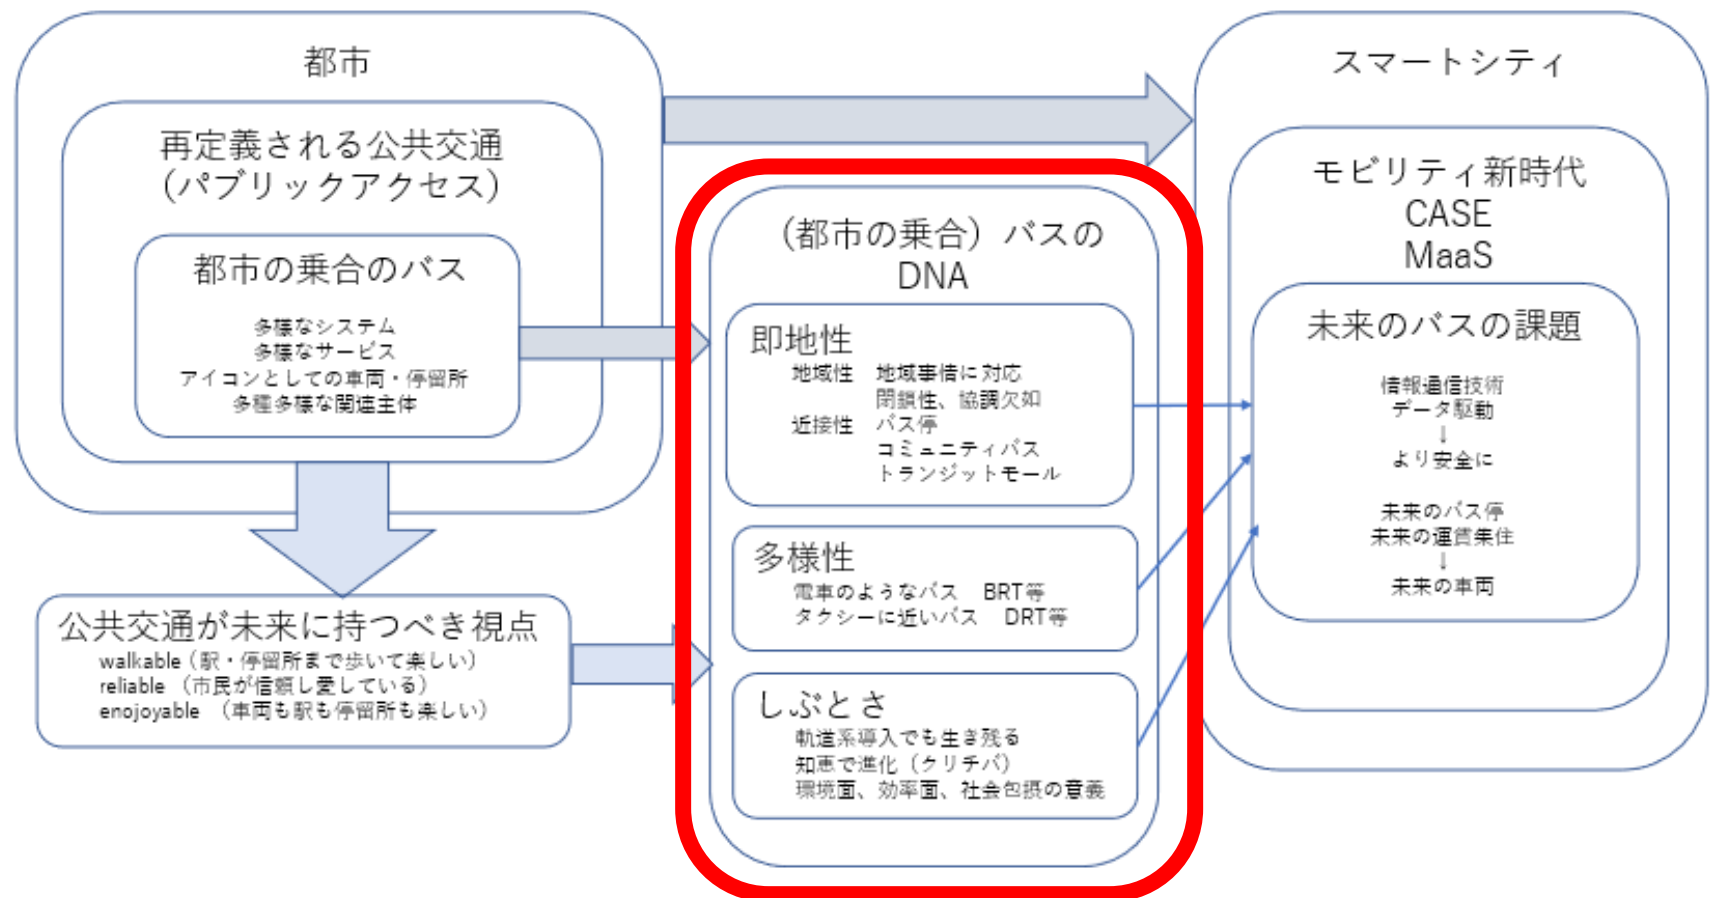 都市
再定義される公共交通
（パブリックアクセス）
都市の乗合のバス
多様なシステム
多様なサービス
アイコンとしての車両・停留所
多種多様な関連主体
公共交通が未来に持つべき視点
walkable（駅・停留所まで歩いて楽しい）
reliable （市民が信頼し愛している）
enojoyable （車両も駅も停留所も楽しい）
（都市の乗合）バスの
DNA
即地性
地域性 地域事情に対応
閉鎖性、協調欠如
近接性 バス停
コミュニティバス
トランジットモール
多様性
電車のようなバス BRT等
タクシーに近いバス DRT等
しぶとさ
軌道系導入でも生き残る
知恵で進化（クリチバ）
環境面、効率面、社会包摂の意義
スマートシティ
モビリティ新時代
CASE
MaaS
未来のバスの課題
情報通信技術
データ駆動
↓
より安全に
未来のバス停
未来の運賃集住
↓
未来の車両